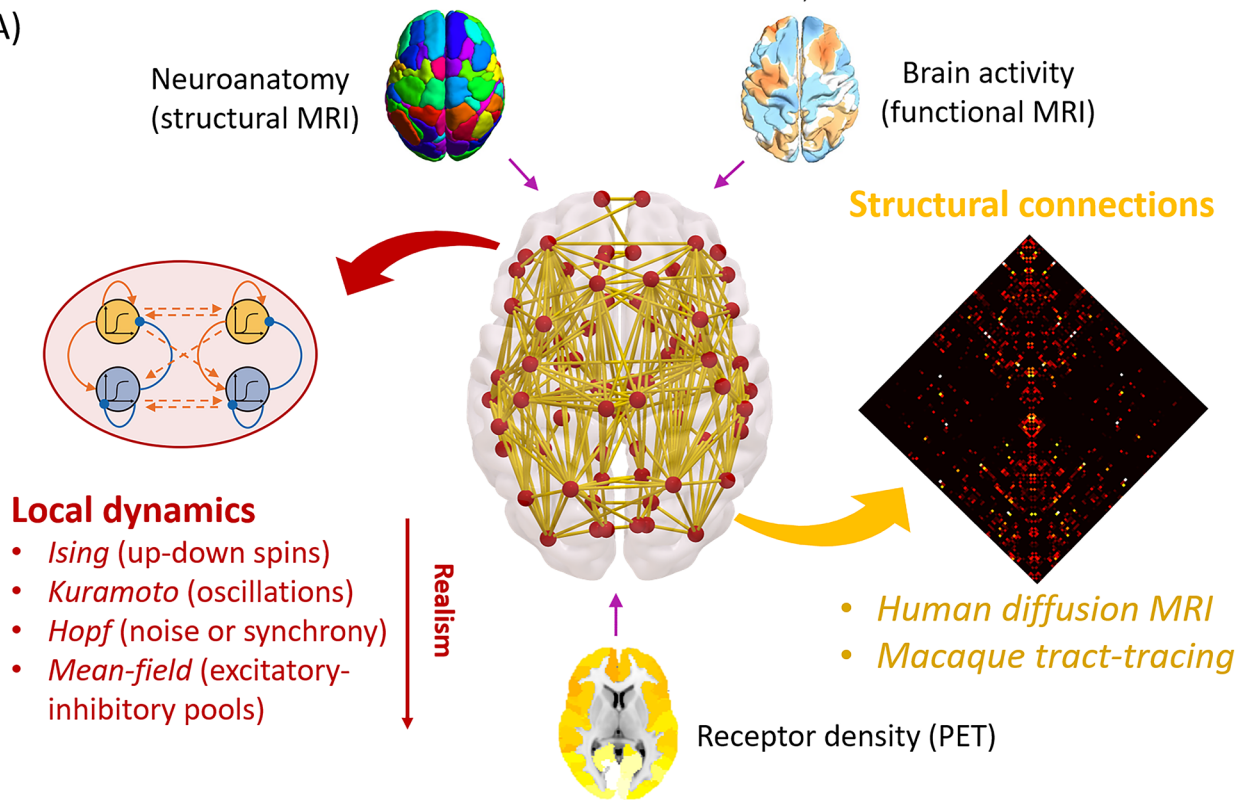 A)
Neuroanatomy
(structural MRI)
Brain activity
(functional MRI)
Structural connections
Local dynamics
• Ising (up-down spins)
• Kuramoto (oscillations)
• Hopf (noise or synchrony)
• Mean-field (excitatory-
inhibitory pools)
Realism
• Human diffusion MRI
• Macaque tract-tracing
Receptor density (PET)